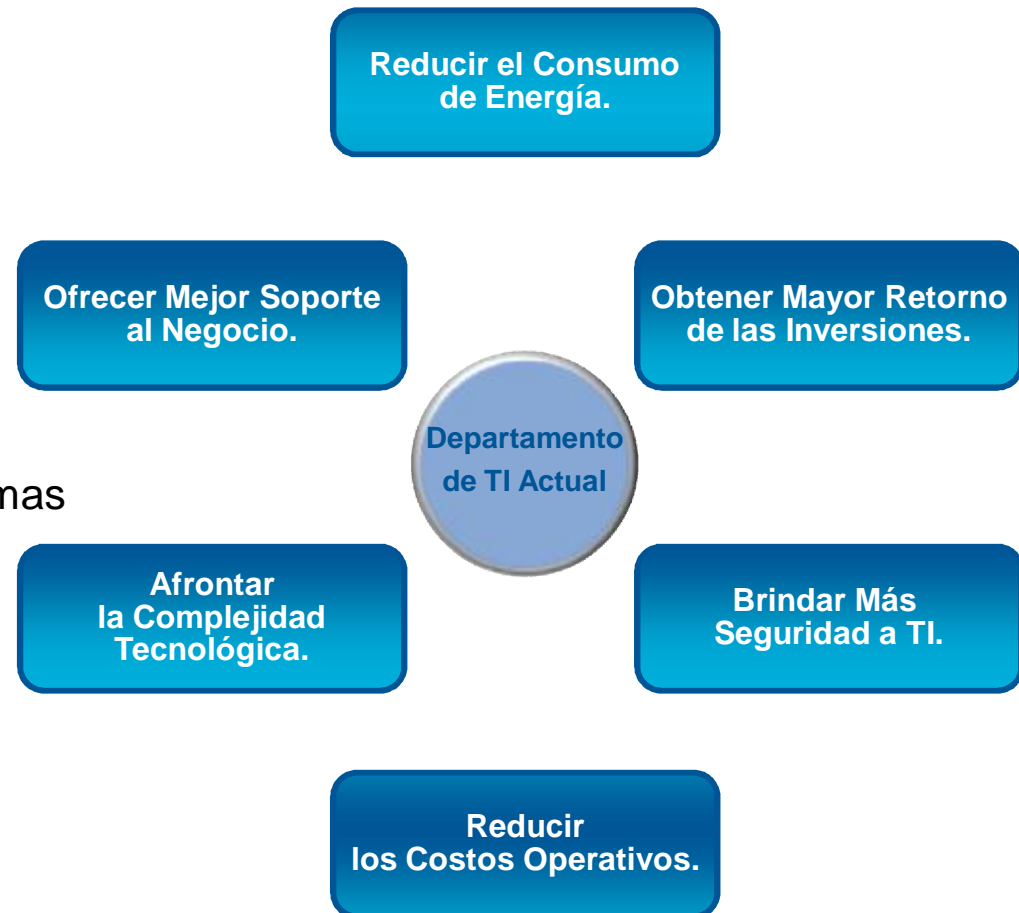 Reducir el Consumo
de Energía.
Ofrecer Mejor Soporte
al Negocio.
Obtener Mayor Retorno
de las Inversiones.
Departamento
de TI Actual
mas
Afrontar
la Complejidad
Tecnológica.
Brindar Más
Seguridad a TI.
Reducir
los Costos Operativos.